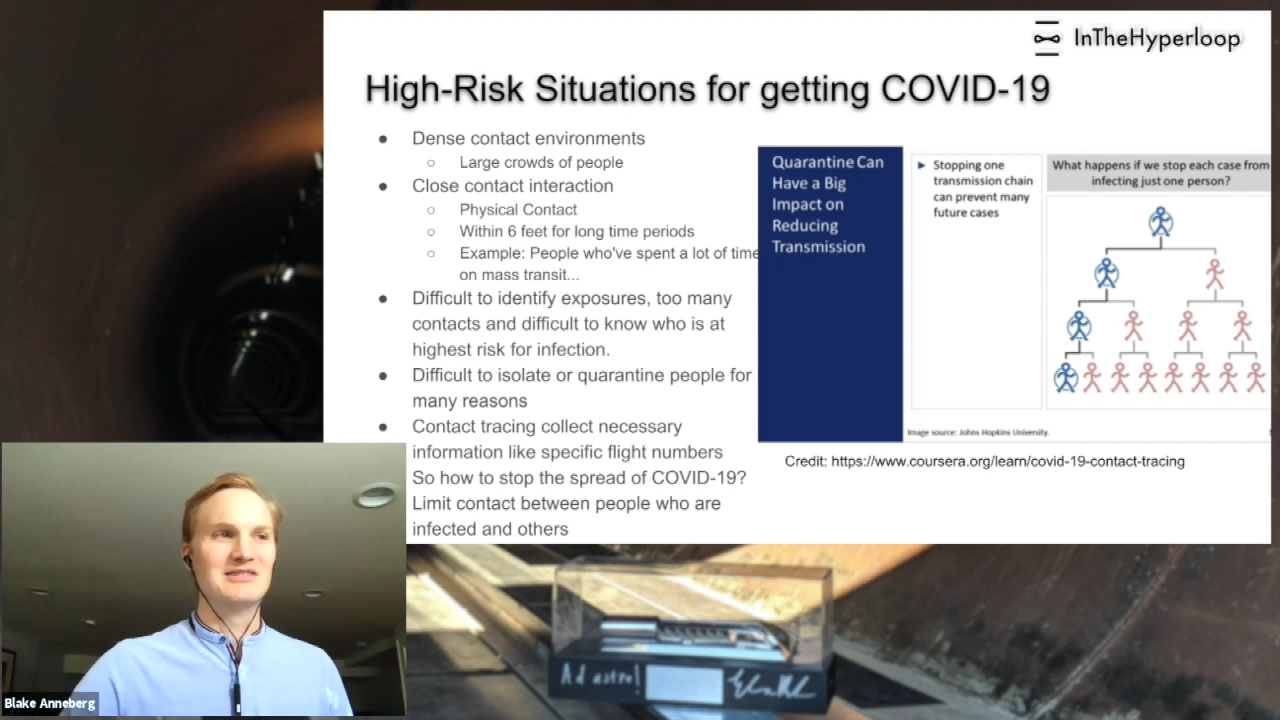 InTheHyperloop
High-Risk Situations for getting COVID-19
● Dense contact environments
○ Large crowds of people
● Close contact interaction
○ Physical Contact
○ Within 6 feet for long time periods
○ Example: People who've spent a lot of time
on mass transit...
● Difficult to identify exposures, too many
contacts and difficult to know who is at
highest risk for infection.
● Difficult to isolate or quarantine people for
many reasons
● Contact tracing collect necessary
information like specific flight numbers
So how to stop the spread of COVID-19?
Limit contact between people who are
infected and others
Quarantine Can
Have a Big
Impact on
Reducing
Transmission
Stopping one
transmission chain
can prevent many
future cases
What happens if we stop each case from
infecting just one person?
Image source: Johns Hopkins University.
Credit: https://www.coursera.org/learn/covid-19-contact-tracing
Ad astra!
Blake Anneberg